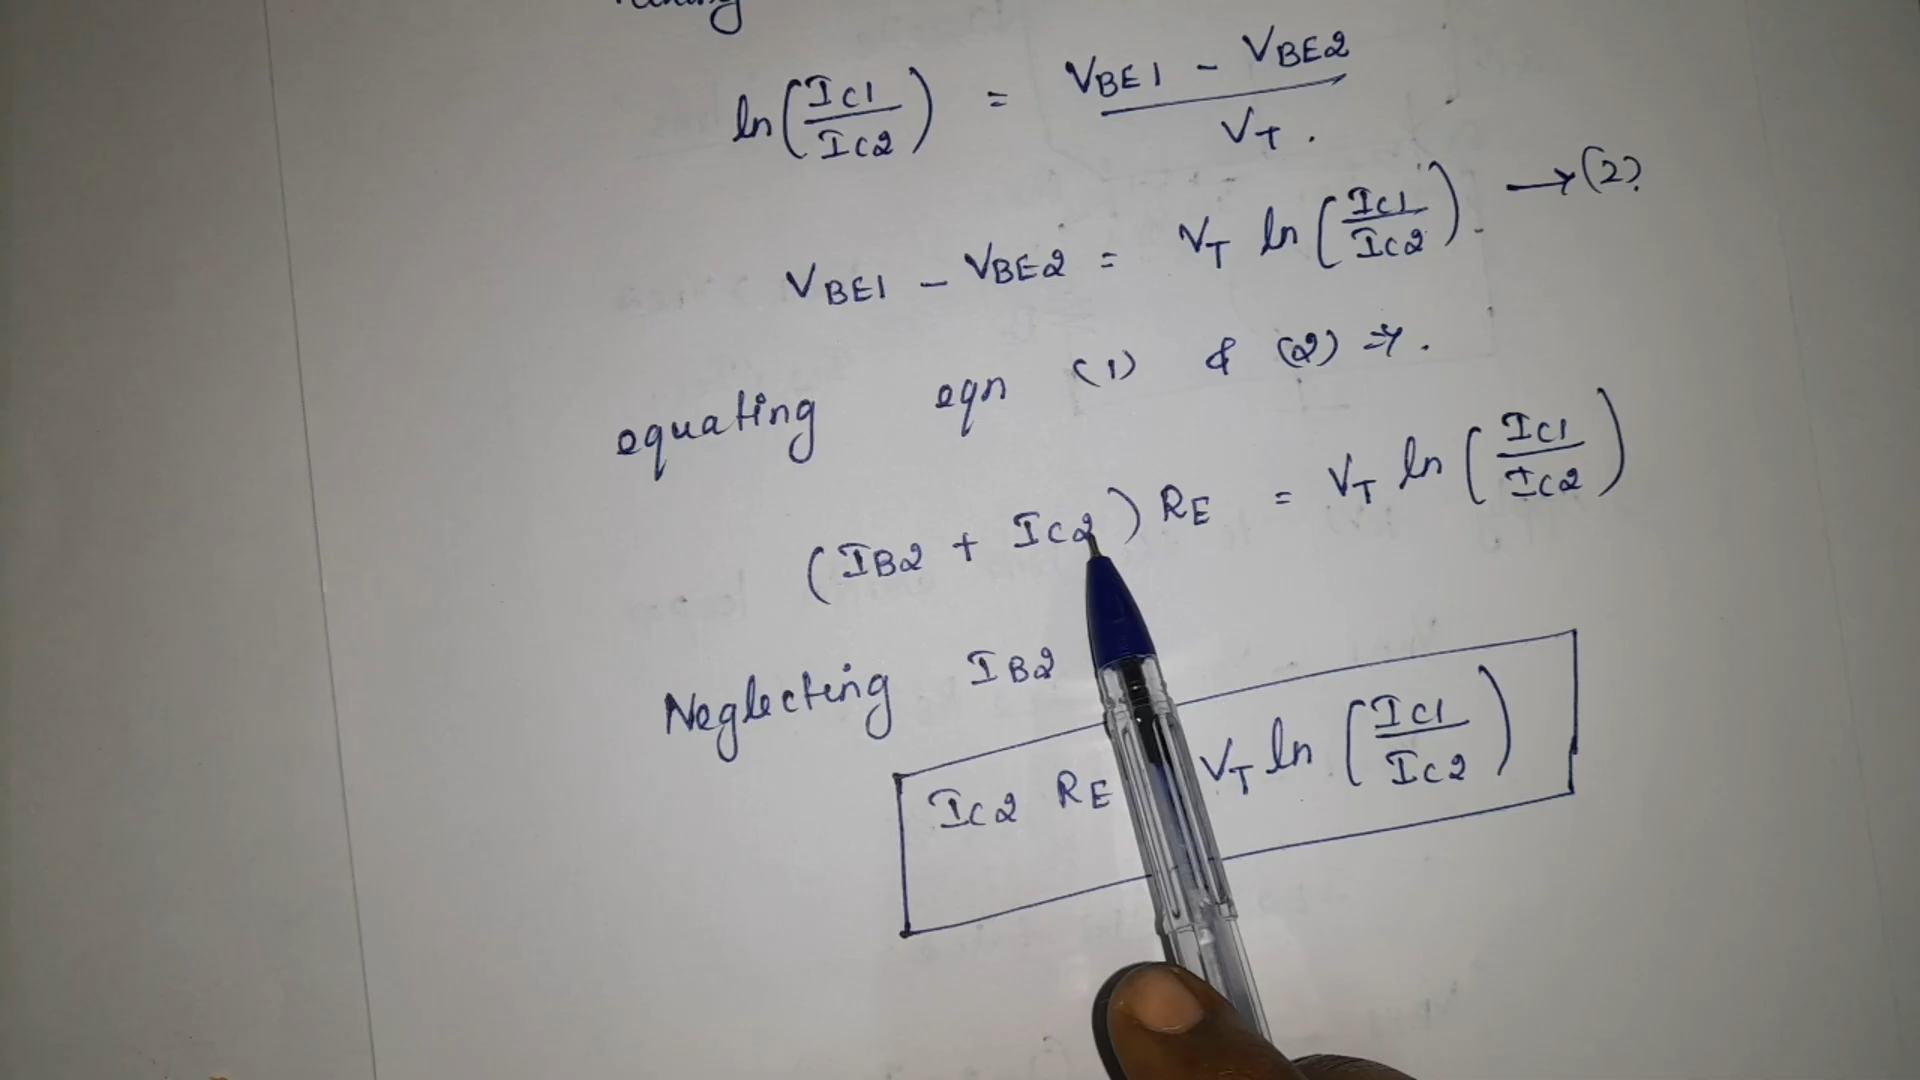 ln(IC1/IC2) = (VBE1 - VBE2)/VT.
VBE1 - VBE2 = VT ln(IC1/IC2). → (2).
equating eqn (1) & (2) ⇒.
(IB2 + IC2) RE = VT ln(IC1/IC2)
Neglecting IB2
IC2 RE VT ln(IC1/IC2)